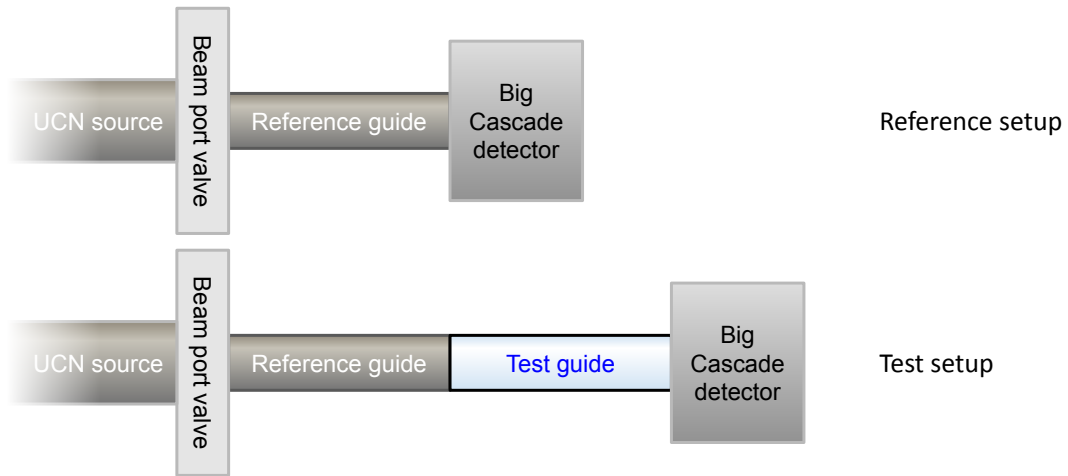 UCN source
Beam port valve
Reference guide
Big
Cascade
detector
Reference setup
UCN source
Beam port valve
Reference guide
Test guide
Big
Cascade
detector
Test setup